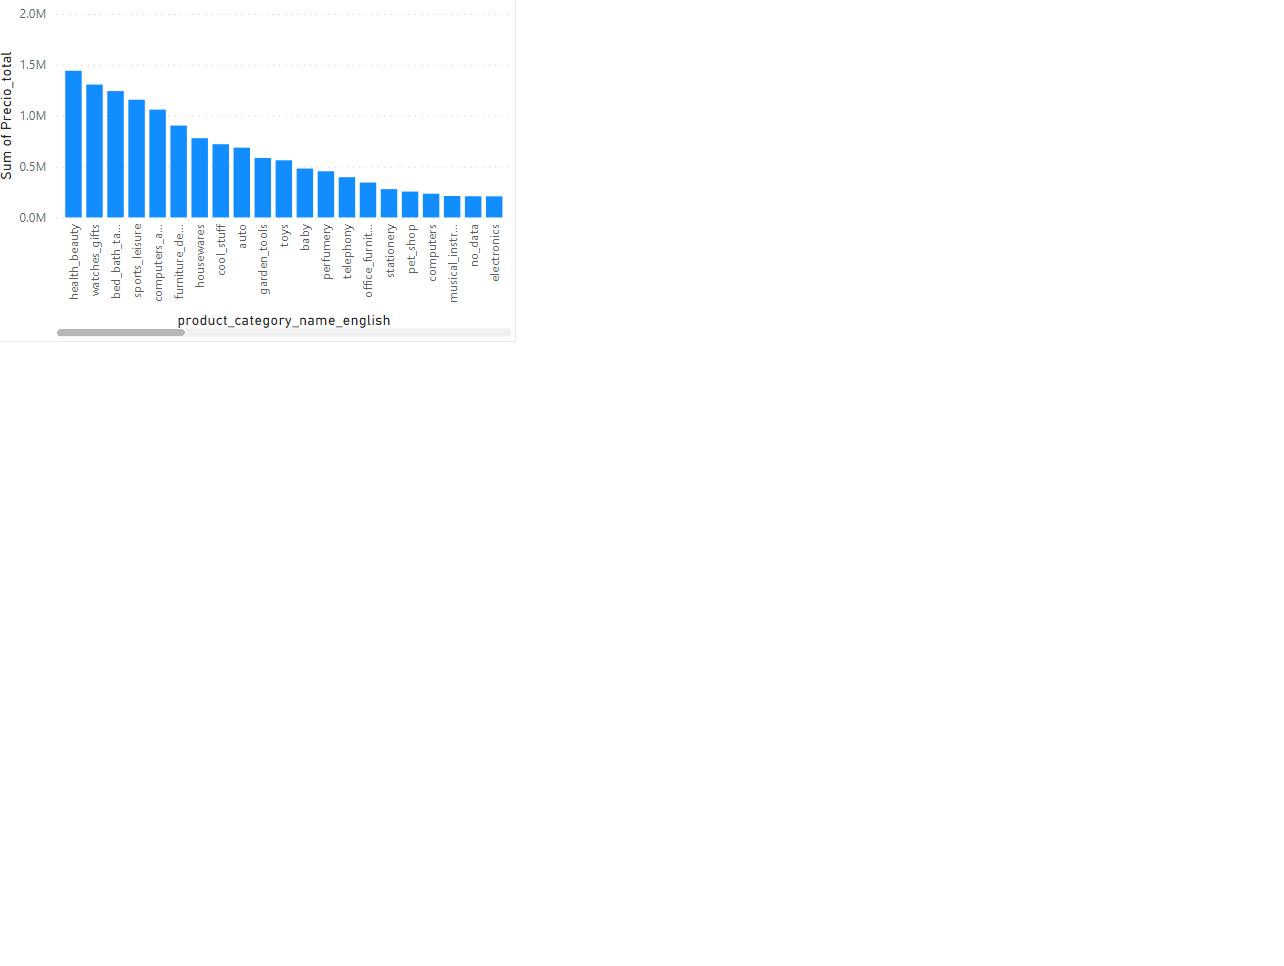 2.0M
1.5M
1.0M
0.5M
0.0M
Sum of Precio_total
health_beauty
watches_gifts
bed_bath_ta...
sports_leisure
computers_a...
furniture_de...
housewares
cool_stuff
auto
garden_tools
toys
baby
perfumery
telephony
office_furnit...
stationery
pet_shop
computers
musical_instr...
no_data
electronics
product_category_name_english